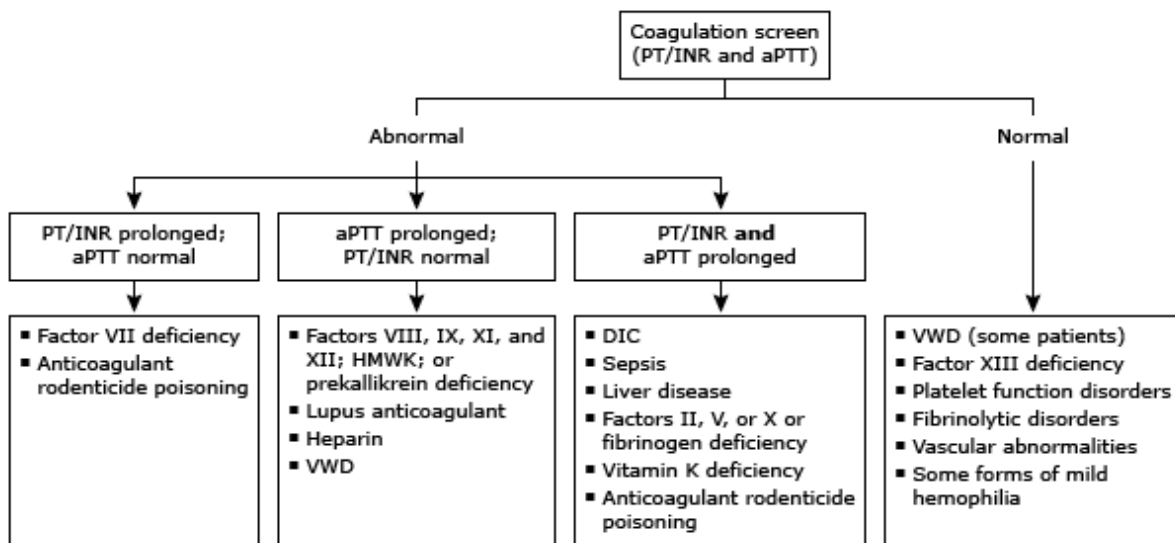 Coagulation screen
(PT/INR and aPTT)
Abnormal
Normal
PT/INR prolonged;
aPTT normal
aPTT prolonged;
PT/INR normal
PT/INR and
aPTT prolonged
▪ Factor VII deficiency
▪ Anticoagulant
rodenticide poisoning
▪ Factors VIII, IX, XI, and
XII; HMWK; or
prekallikrein deficiency
▪ Lupus anticoagulant
▪ Heparin
▪ VWD
▪ DIC
▪ Sepsis
▪ Liver disease
▪ Factors II, V, or X or
fibrinogen deficiency
▪ Vitamin K deficiency
▪ Anticoagulant rodenticide
poisoning
▪ VWD (some patients)
▪ Factor XIII deficiency
▪ Platelet function disorders
▪ Fibrinolytic disorders
▪ Vascular abnormalities
▪ Some forms of mild
hemophilia